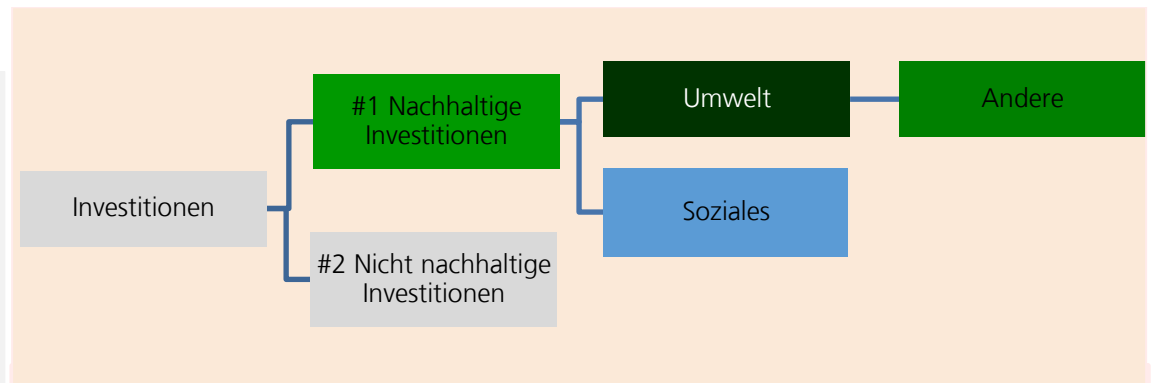 Investitionen
#1 Nachhaltige
Investitionen
#2 Nicht nachhaltige
Investitionen
Umwelt
Soziales
Andere